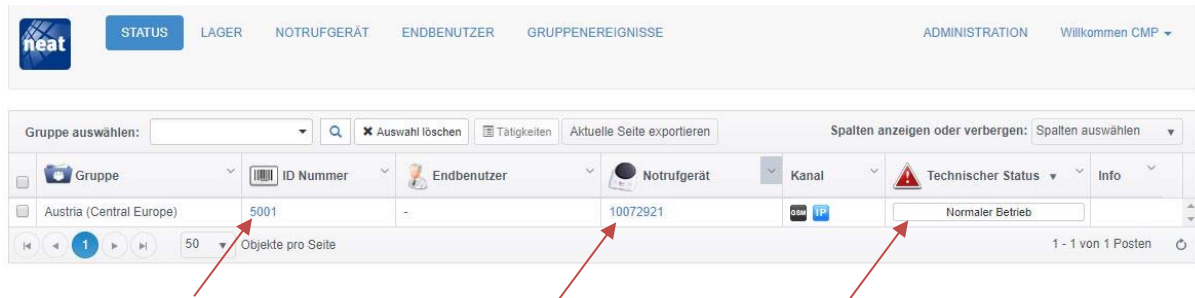 neat STATUS LAGER NOTRUFGERÄT ENDBENUTZER GRUPPENEREIGNISSE ADMINISTRATION Willkommen CMP
Gruppe auswählen: Auswahl löschen Tätigkeiten Aktuelle Seite exportieren Spalten anzeigen oder verbergen: Spalten auswählen
Gruppe ID Nummer Endbenutzer Notrufgerät Kanal Technischer Status Info
Austria (Central Europe) 5001 - 10072921 GSM IP Normaler Betrieb
1 50 Objekte pro Seite 1 - 1 von 1 Posten